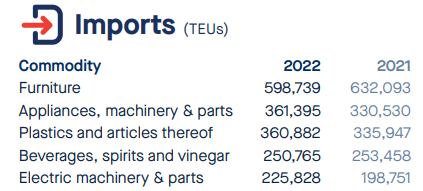 Imports (TEUs)
Commodity 2022 2021
Furniture 598,739 632,093
Appliances, machinery & parts 361,395 330,530
Plastics and articles thereof 360,882 335,947
Beverages, spirits and vinegar 250,765 253,458
Electric machinery & parts 225,828 198,751